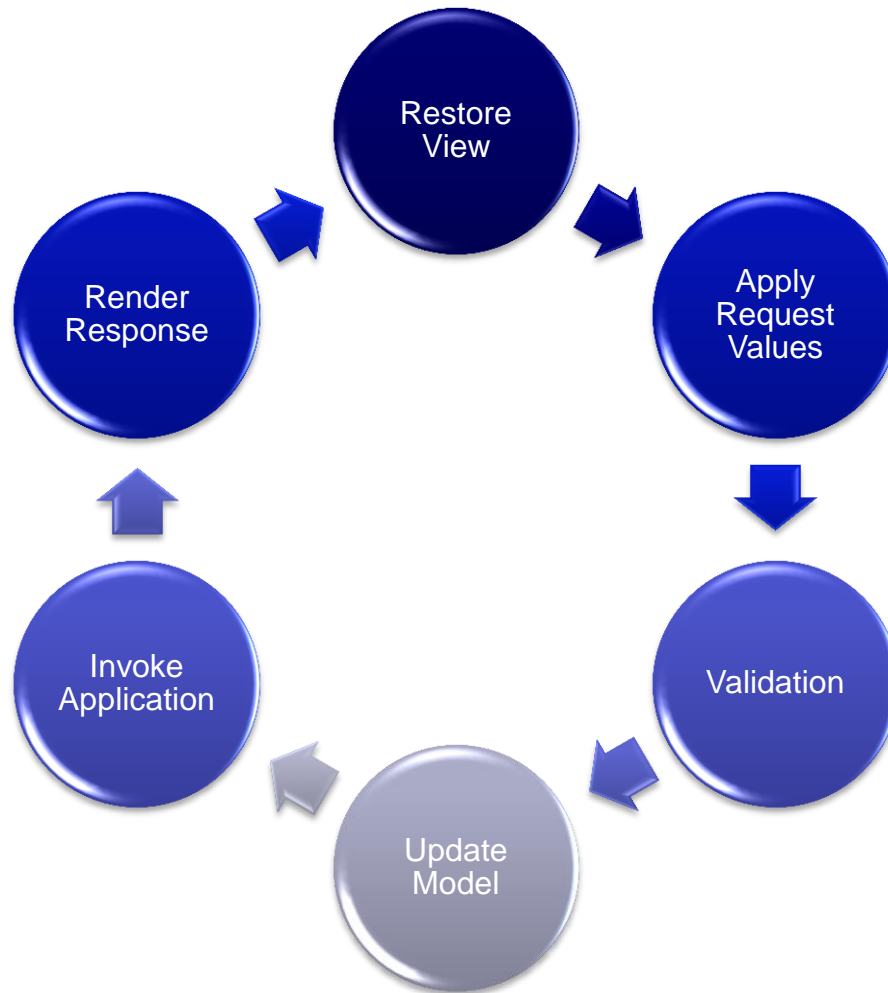 Restore
View
Apply
Request
Values
Validation
Update
Model
Invoke
Application
Render
Response